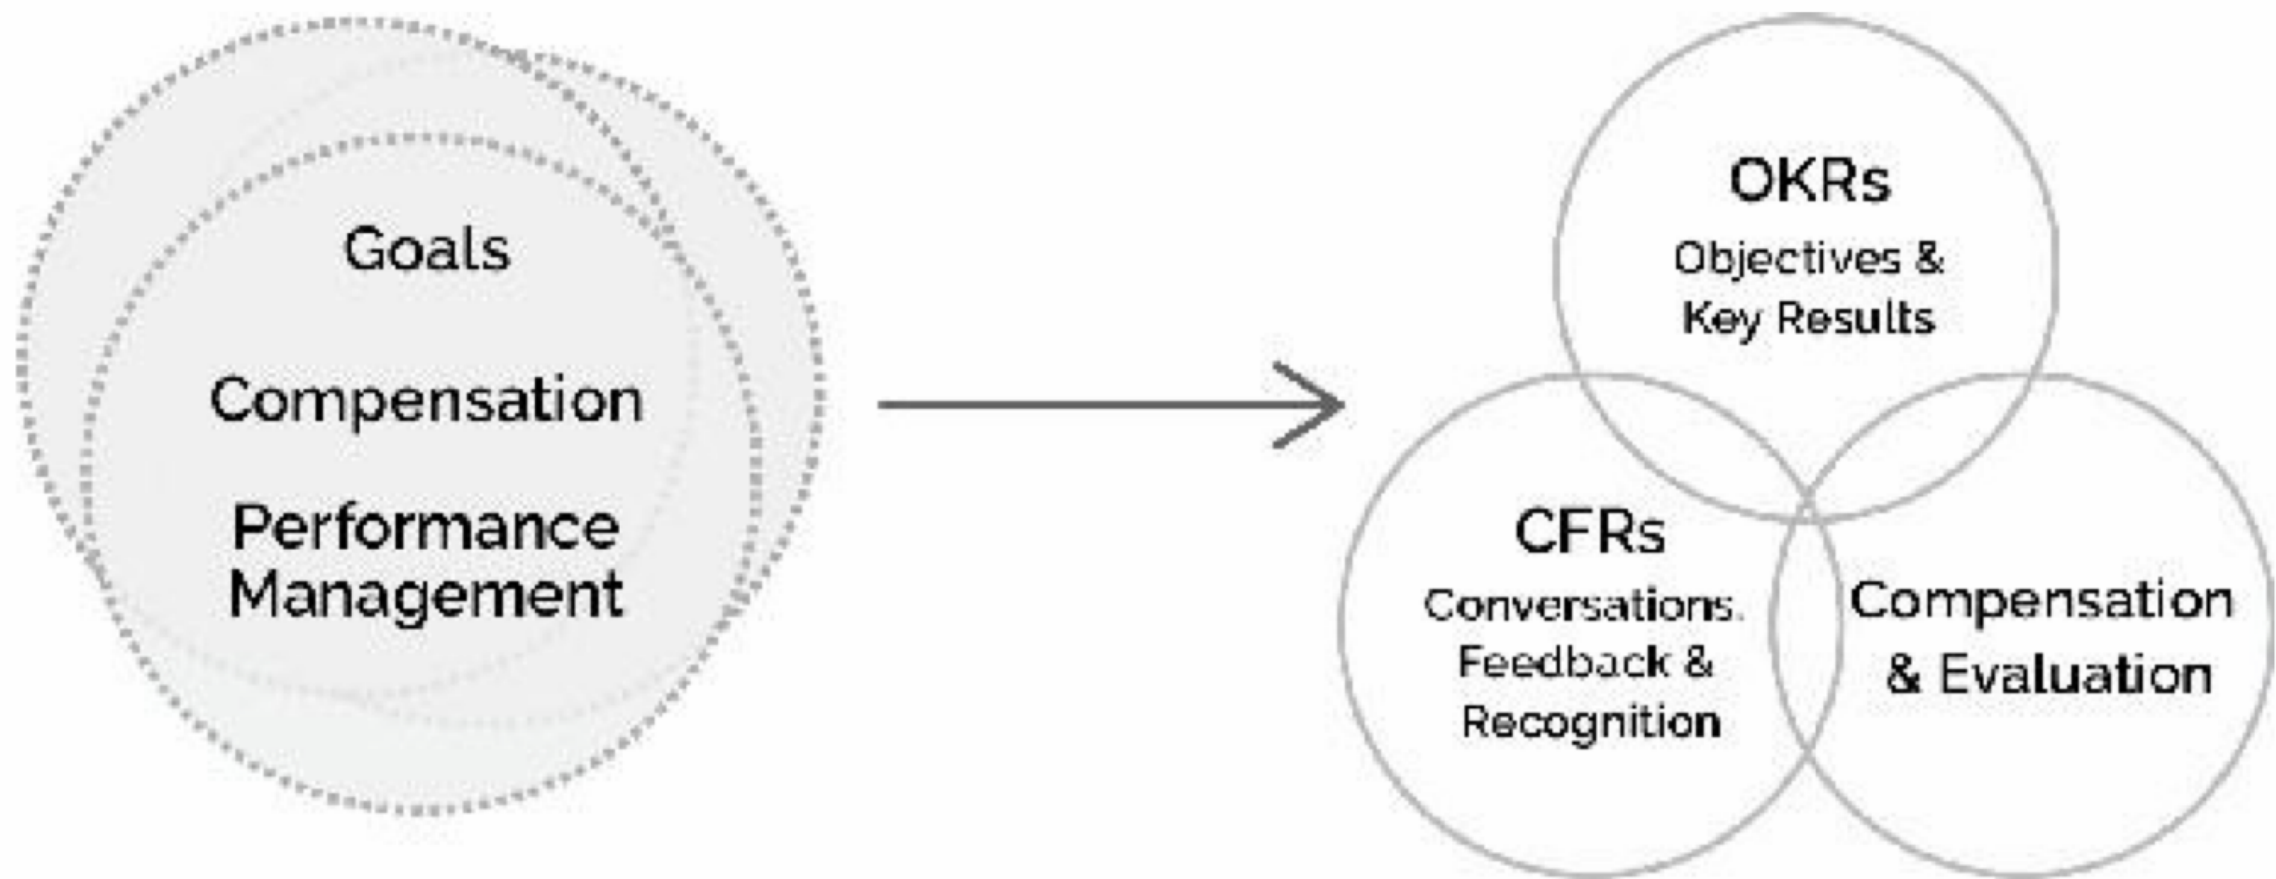 Goals
Compensation
Performance
Management
OKRs
Objectives &
Key Results
CFRs
Conversations,
Feedback &
Recognition
Compensation
& Evaluation